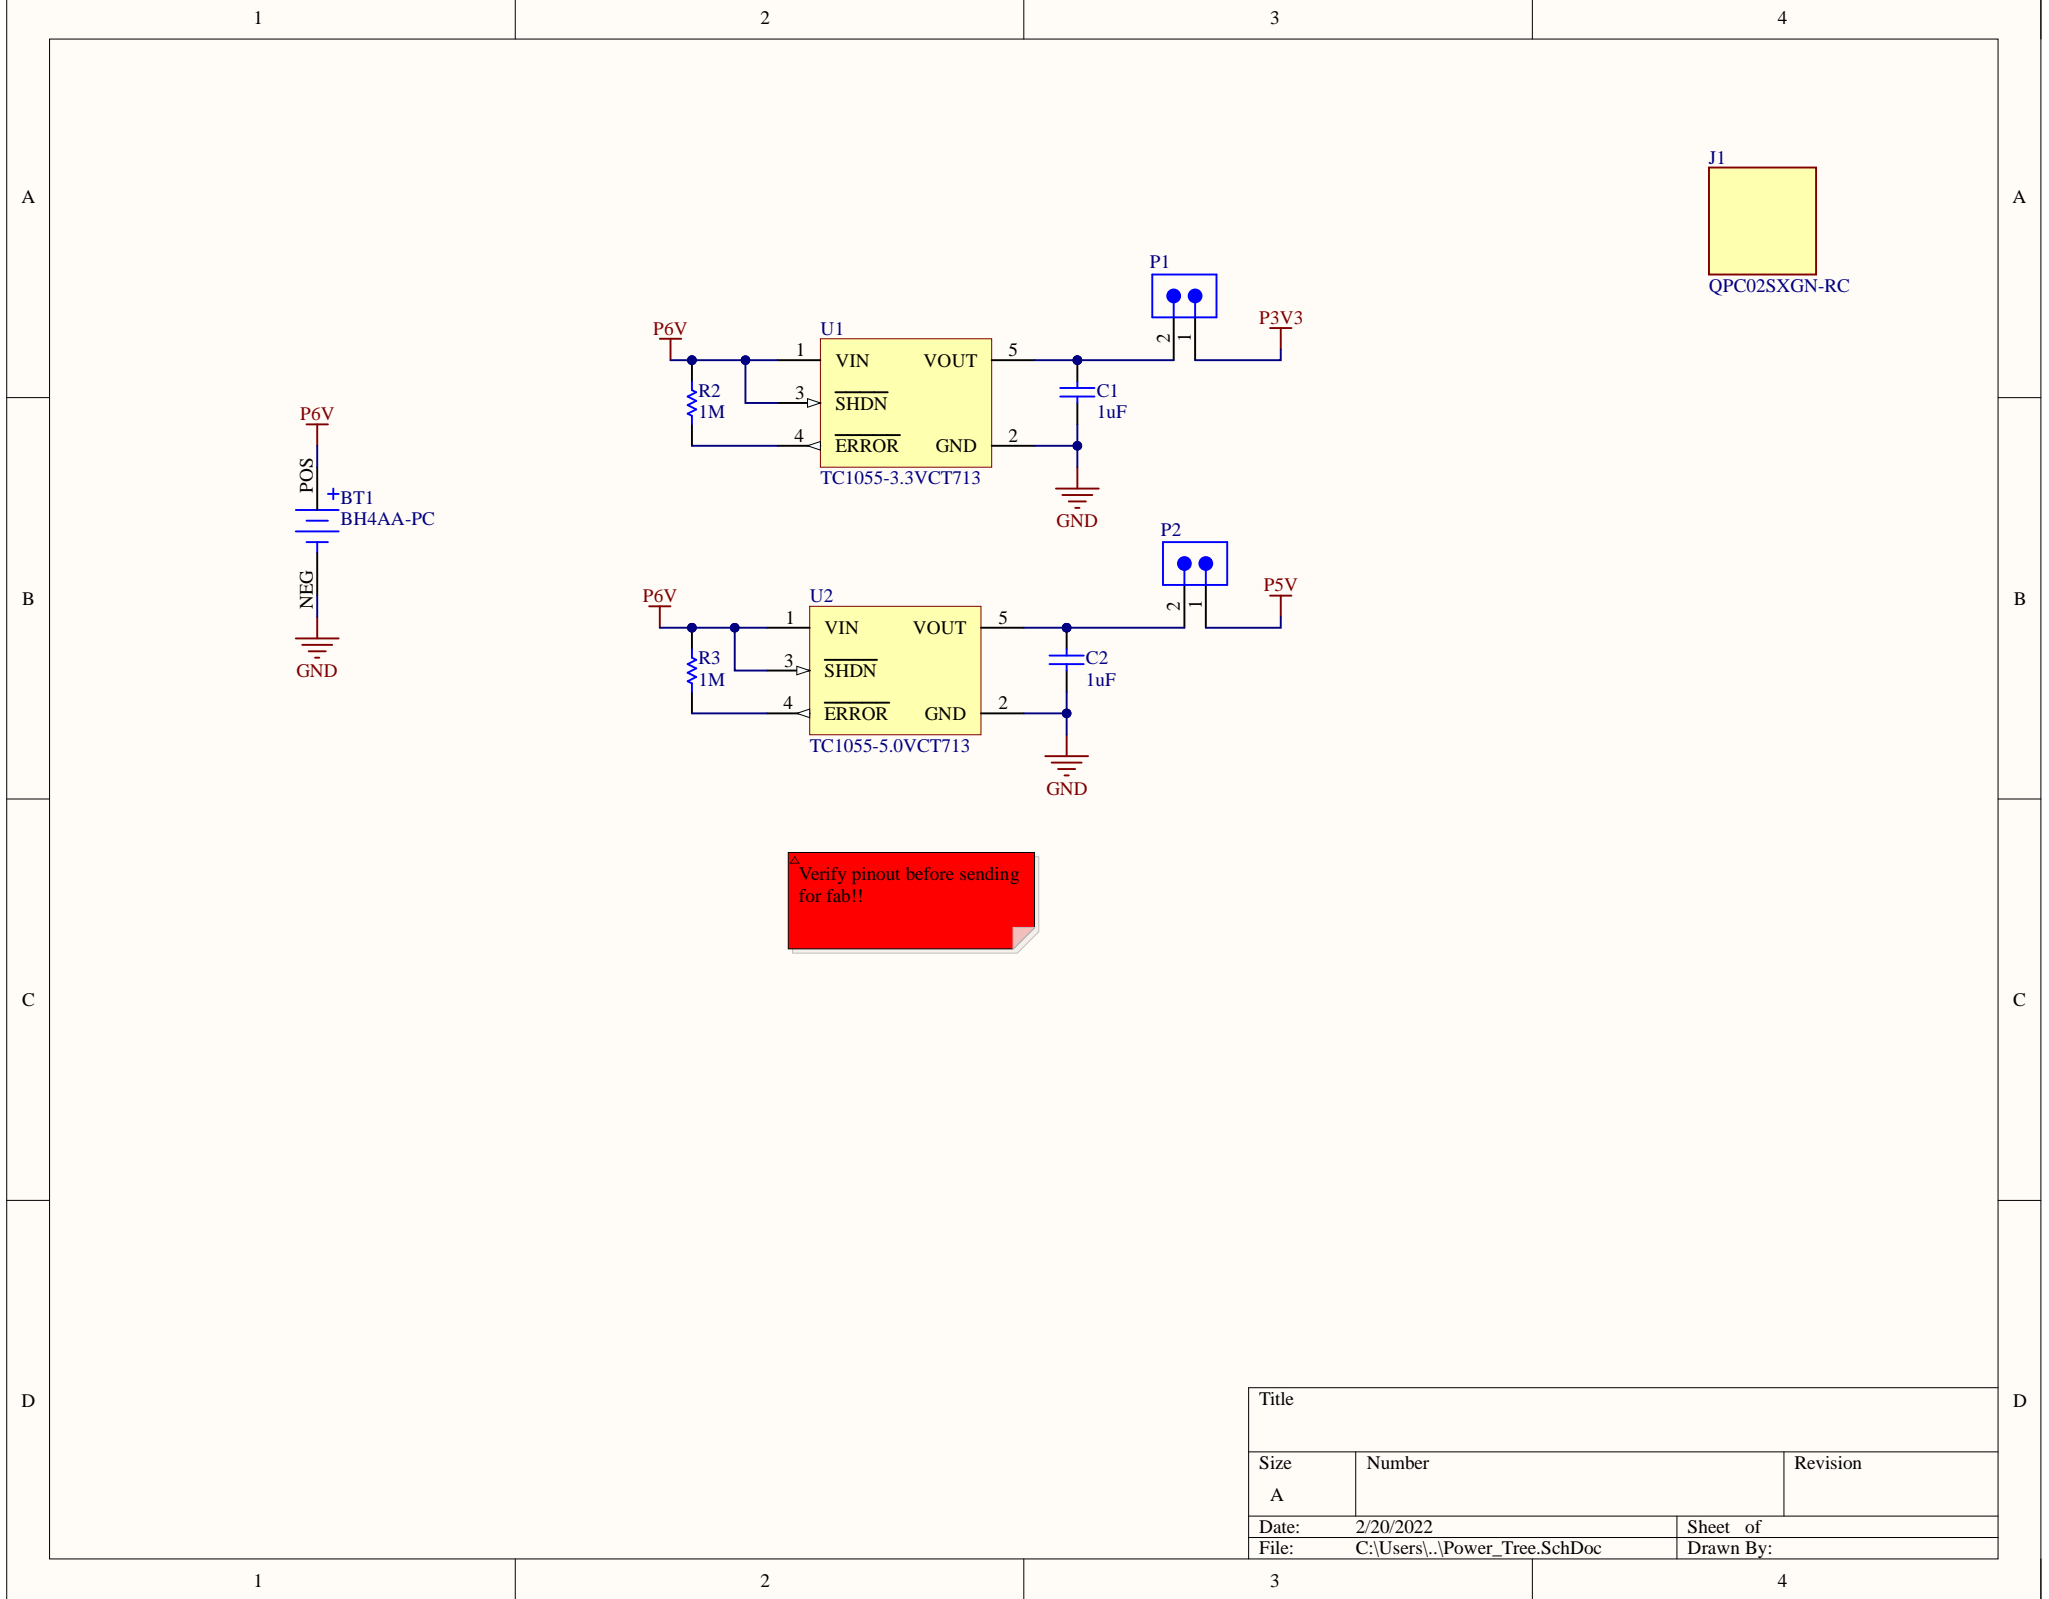 1
2
3
4
A
A
J1
QPC02SXGN-RC
P1
2
1
P3V3
P6V
U1
1
VIN
VOUT
5
3
SHDN
R2
1M
C1
1uF
4
ERROR
GND
2
TC1055-3.3VCT713
GND
P6V
POS
+
BT1
BH4AA-PC
NEG
GND
P2
2
1
P5V
B
B
P6V
U2
1
VIN
VOUT
5
3
SHDN
R3
1M
C2
1uF
4
ERROR
GND
2
TC1055-5.0VCT713
GND
Verify pinout before sending
for fab!!
C
C
D
D
Title
Size
A
Number
Revision
Date: 2/20/2022
Sheet of
File: C:\Users\..\Power_Tree.SchDoc
Drawn By:
1
2
3
4